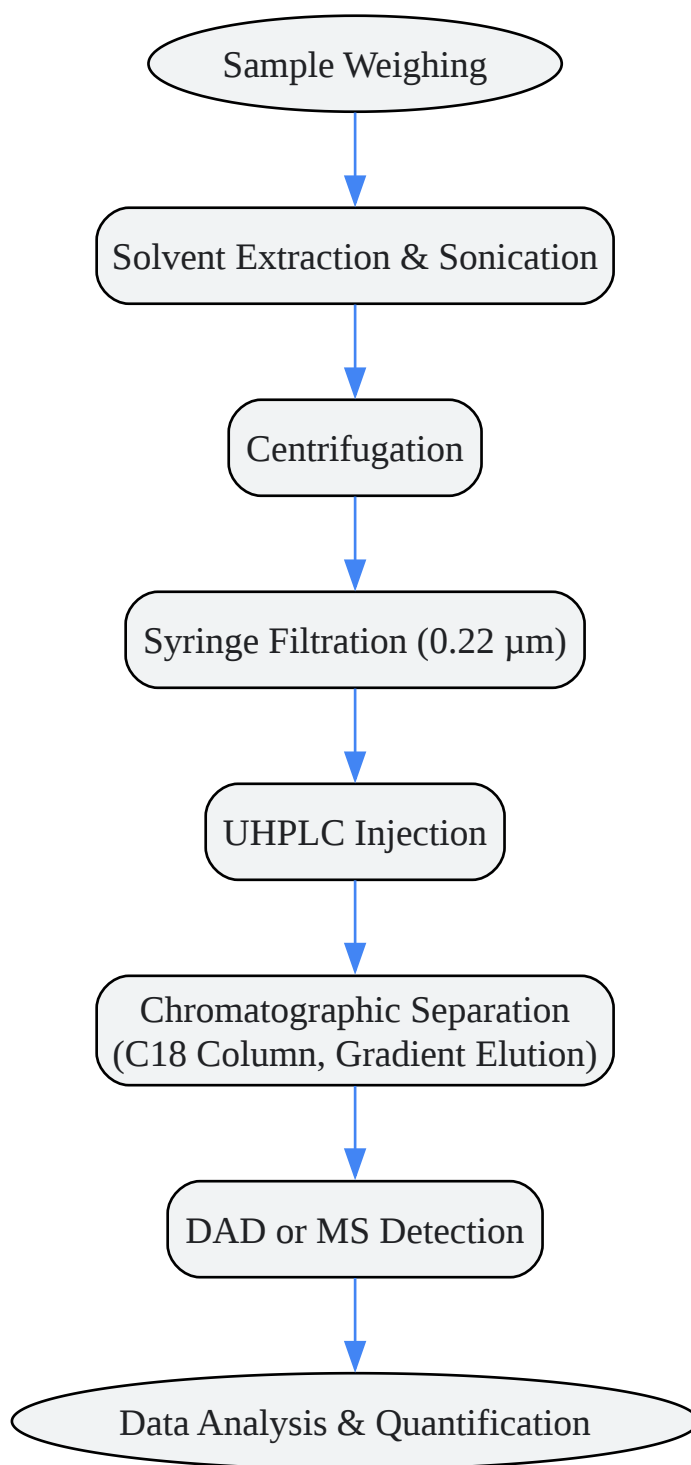 Sample Weighing
Solvent Extraction & Sonication
Centrifugation
Syringe Filtration (0.22 µm)
UHPLC Injection
Chromatographic Separation
(C18 Column, Gradient Elution)
DAD or MS Detection
Data Analysis & Quantification